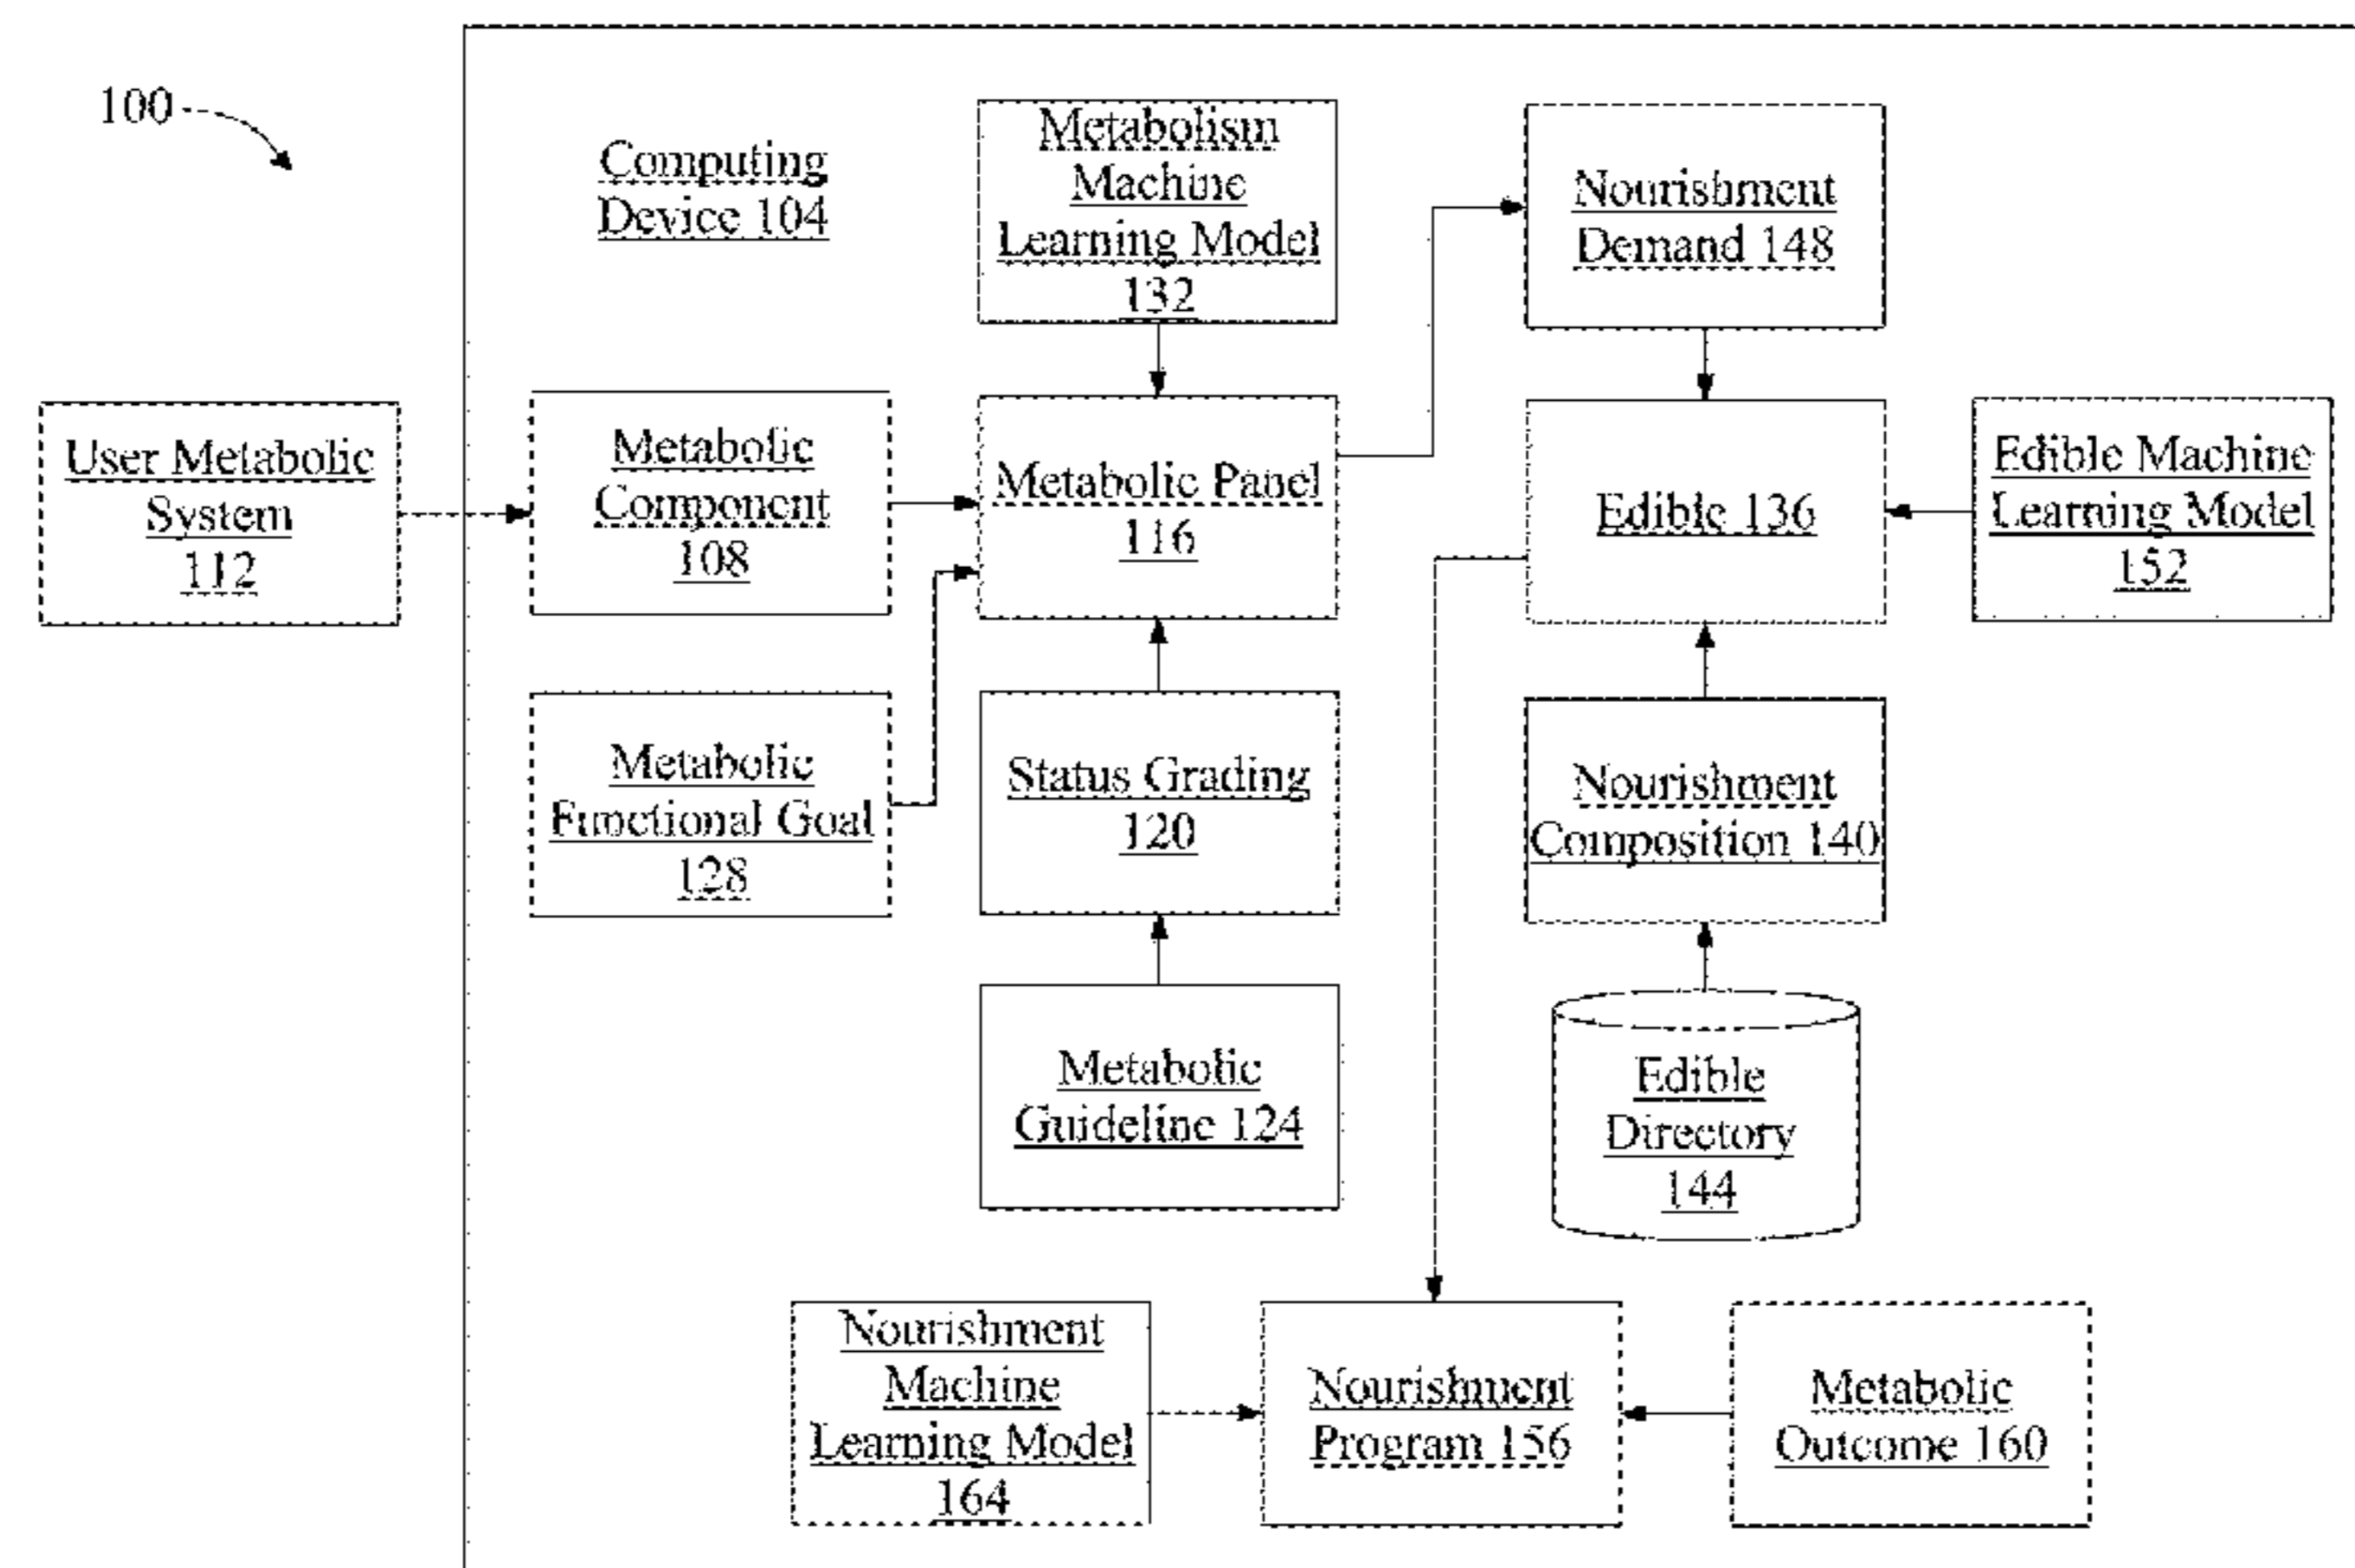 100
Computing
Device 104
Metabolism
Machine
Learning Model
132
Nourishment
Demand 148
User Metabolic
System
112
Metabolic
Component
108
Metabolic Panel
116
Edible 136
Edible Machine
Learning Model
152
Metabolic
Functional Goal
128
Status Grading
120
Nourishment
Composition 140
Metabolic
Guideline 124
Edible
Directory
144
Nourishment
Machine
Learning Model
164
Nourishment
Program 156
Metabolic
Outcome 160